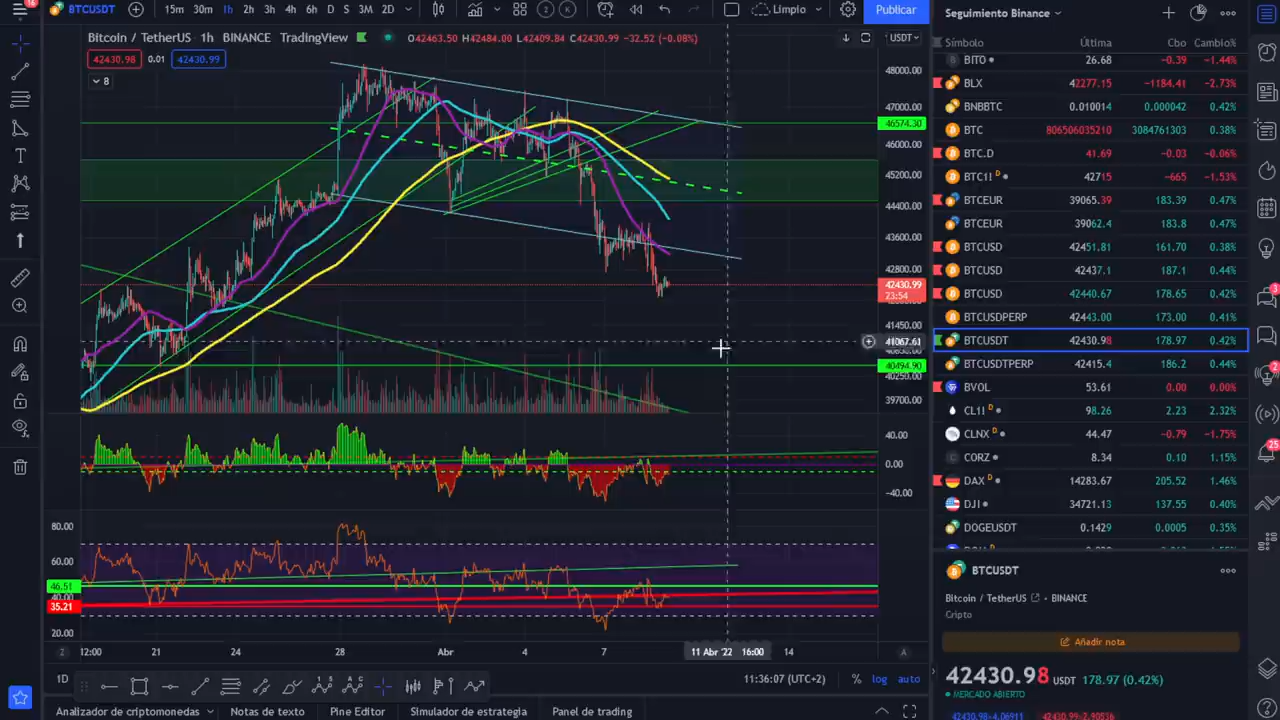 16
BTCUSDT
15m 30m 1h 2h 3h 4h 6h D S 3M 2D
Limpio
Publicar
Bitcoin / TetherUS 1h BINANCE TradingView
O42463.50 H42484.00 L42409.84 C42430.99 −32.52 (−0.08%)
USDT
42430.98 0.01 42430.99
8
48000.00
47000.00
46574.30
46000.00
45200.00
44400.00
43600.00
42800.00
42430.99
23:54
41450.00
41067.61
40494.90
40250.00
39700.00
40.00
0.00
−40.00
80.00
60.00
46.51
35.21
20.00
12:00 21 24 28 Abr 4 7 11 Abr '22 16:00 14
1D
11:36:07 (UTC+2)
% log auto
Analizador de criptomonedas
Notas de texto
Pine Editor
Simulador de estrategia
Panel de trading
Seguimiento Binance
Símbolo Última Cbo Cambio%
BITO 26.68 −0.39 −1.44%
BLX 42277.15 −1184.41 −2.73%
BNBBTC 0.010014 0.000042 0.42%
BTC 806506035210 3084761303 0.38%
BTC.D 41.69 −0.03 −0.06%
BTC1! D 42715 −665 −1.53%
BTCEUR 39065.39 183.39 0.47%
BTCEUR 39062.4 183.8 0.47%
BTCUSD 42451.81 161.70 0.38%
BTCUSD 42437.1 187.1 0.44%
BTCUSD 42440.67 178.65 0.42%
BTCUSDPERP 42443.00 173.00 0.41%
BTCUSDT 42430.98 178.97 0.42%
BTCUSDTPERP 42415.4 186.2 0.44%
BVOL 53.61 0.00 0.00%
CL1! D 98.26 2.23 2.32%
CLNX D 44.47 −0.79 −1.75%
CORZ 8.34 0.10 1.15%
DAX D 14283.67 205.52 1.46%
DJI 34721.13 137.55 0.40%
DOGEUSDT 0.1429 0.0005 0.35%
BTCUSDT
Bitcoin / TetherUS • BINANCE
Cripto
Añadir nota
42430.98 USDT 178.97 (0.42%)
MERCADO ABIERTO
3
2
25